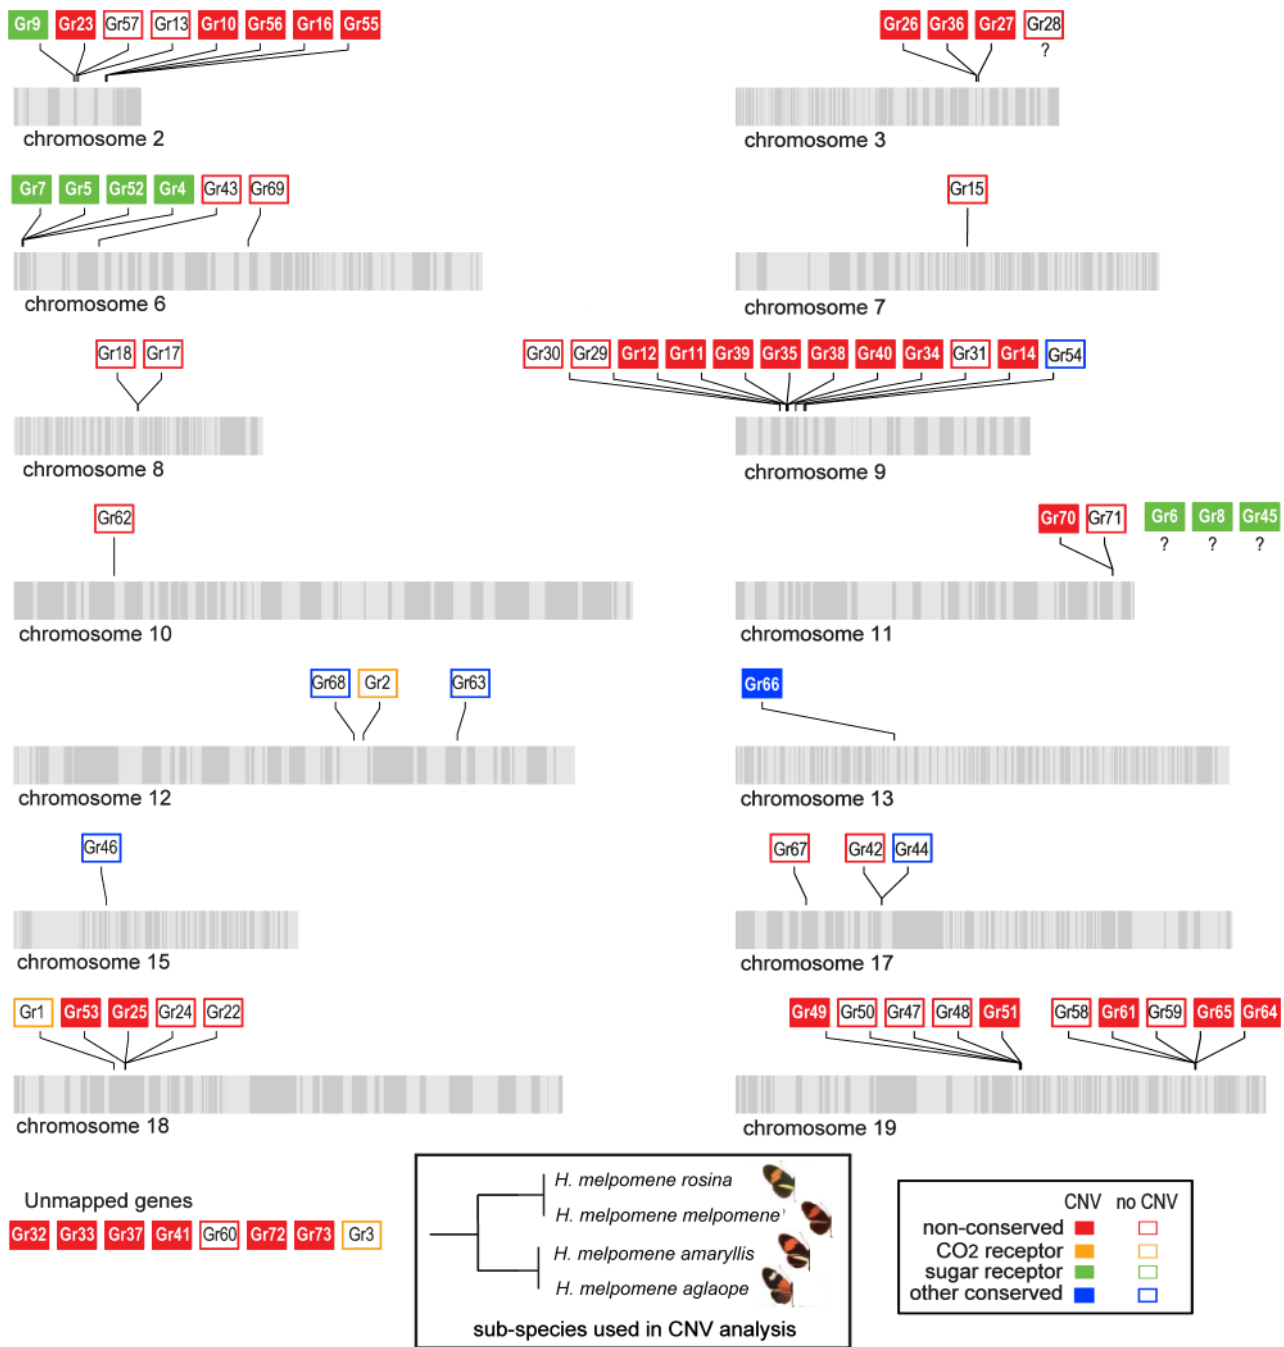 Gr9 Gr23 Gr57 Gr13 Gr10 Gr56 Gr16 Gr55
chromosome 2
Gr26 Gr36 Gr27 Gr28
?
chromosome 3
Gr7 Gr5 Gr52 Gr4 Gr43 Gr69
chromosome 6
Gr15
chromosome 7
Gr18 Gr17
chromosome 8
Gr30 Gr29 Gr12 Gr11 Gr39 Gr35 Gr38 Gr40 Gr34 Gr31 Gr14 Gr54
chromosome 9
Gr62
chromosome 10
Gr70 Gr71 Gr6 Gr8 Gr45
? ? ?
chromosome 11
Gr68 Gr2 Gr63
chromosome 12
Gr66
chromosome 13
Gr46
chromosome 15
Gr67 Gr42 Gr44
chromosome 17
Gr1 Gr53 Gr25 Gr24 Gr22
chromosome 18
Gr49 Gr50 Gr47 Gr48 Gr51 Gr58 Gr61 Gr59 Gr65 Gr64
chromosome 19
Unmapped genes
Gr32 Gr33 Gr37 Gr41 Gr60 Gr72 Gr73 Gr3
H. melpomene rosina
H. melpomene melpomene
H. melpomene amaryllis
H. melpomene aglaope
sub-species used in CNV analysis
CNV no CNV
non-conserved
CO2 receptor
sugar receptor
other conserved